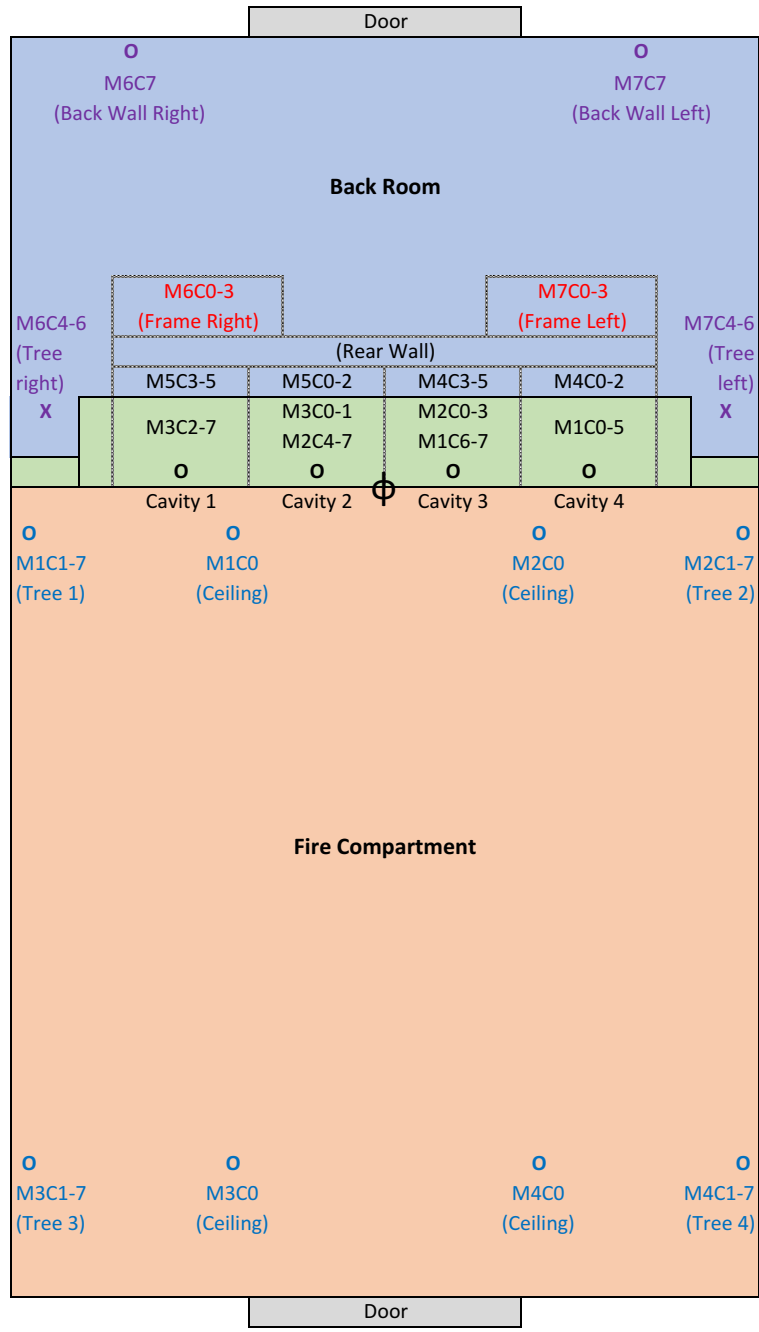 Door
O O
M6C7 M7C7
(Back Wall Right) (Back Wall Left)
Back Room
M6C0-3 M7C0-3
M6C4-6 (Frame Right) (Frame Left) M7C4-6
(Tree (Rear Wall) (Tree
right) M5C3-5 M5C0-2 M4C3-5 M4C0-2 left)
X M3C2-7 M3C0-1 M2C0-3 M1C0-5 X
M2C4-7 M1C6-7
O O O O
ϕ
Cavity 1 Cavity 2 Cavity 3 Cavity 4
O O O O
M1C1-7 M1C0 M2C0 M2C1-7
(Tree 1) (Ceiling) (Ceiling) (Tree 2)
Fire Compartment
O O O O
M3C1-7 M3C0 M4C0 M4C1-7
(Tree 3) (Ceiling) (Ceiling) (Tree 4)
Door